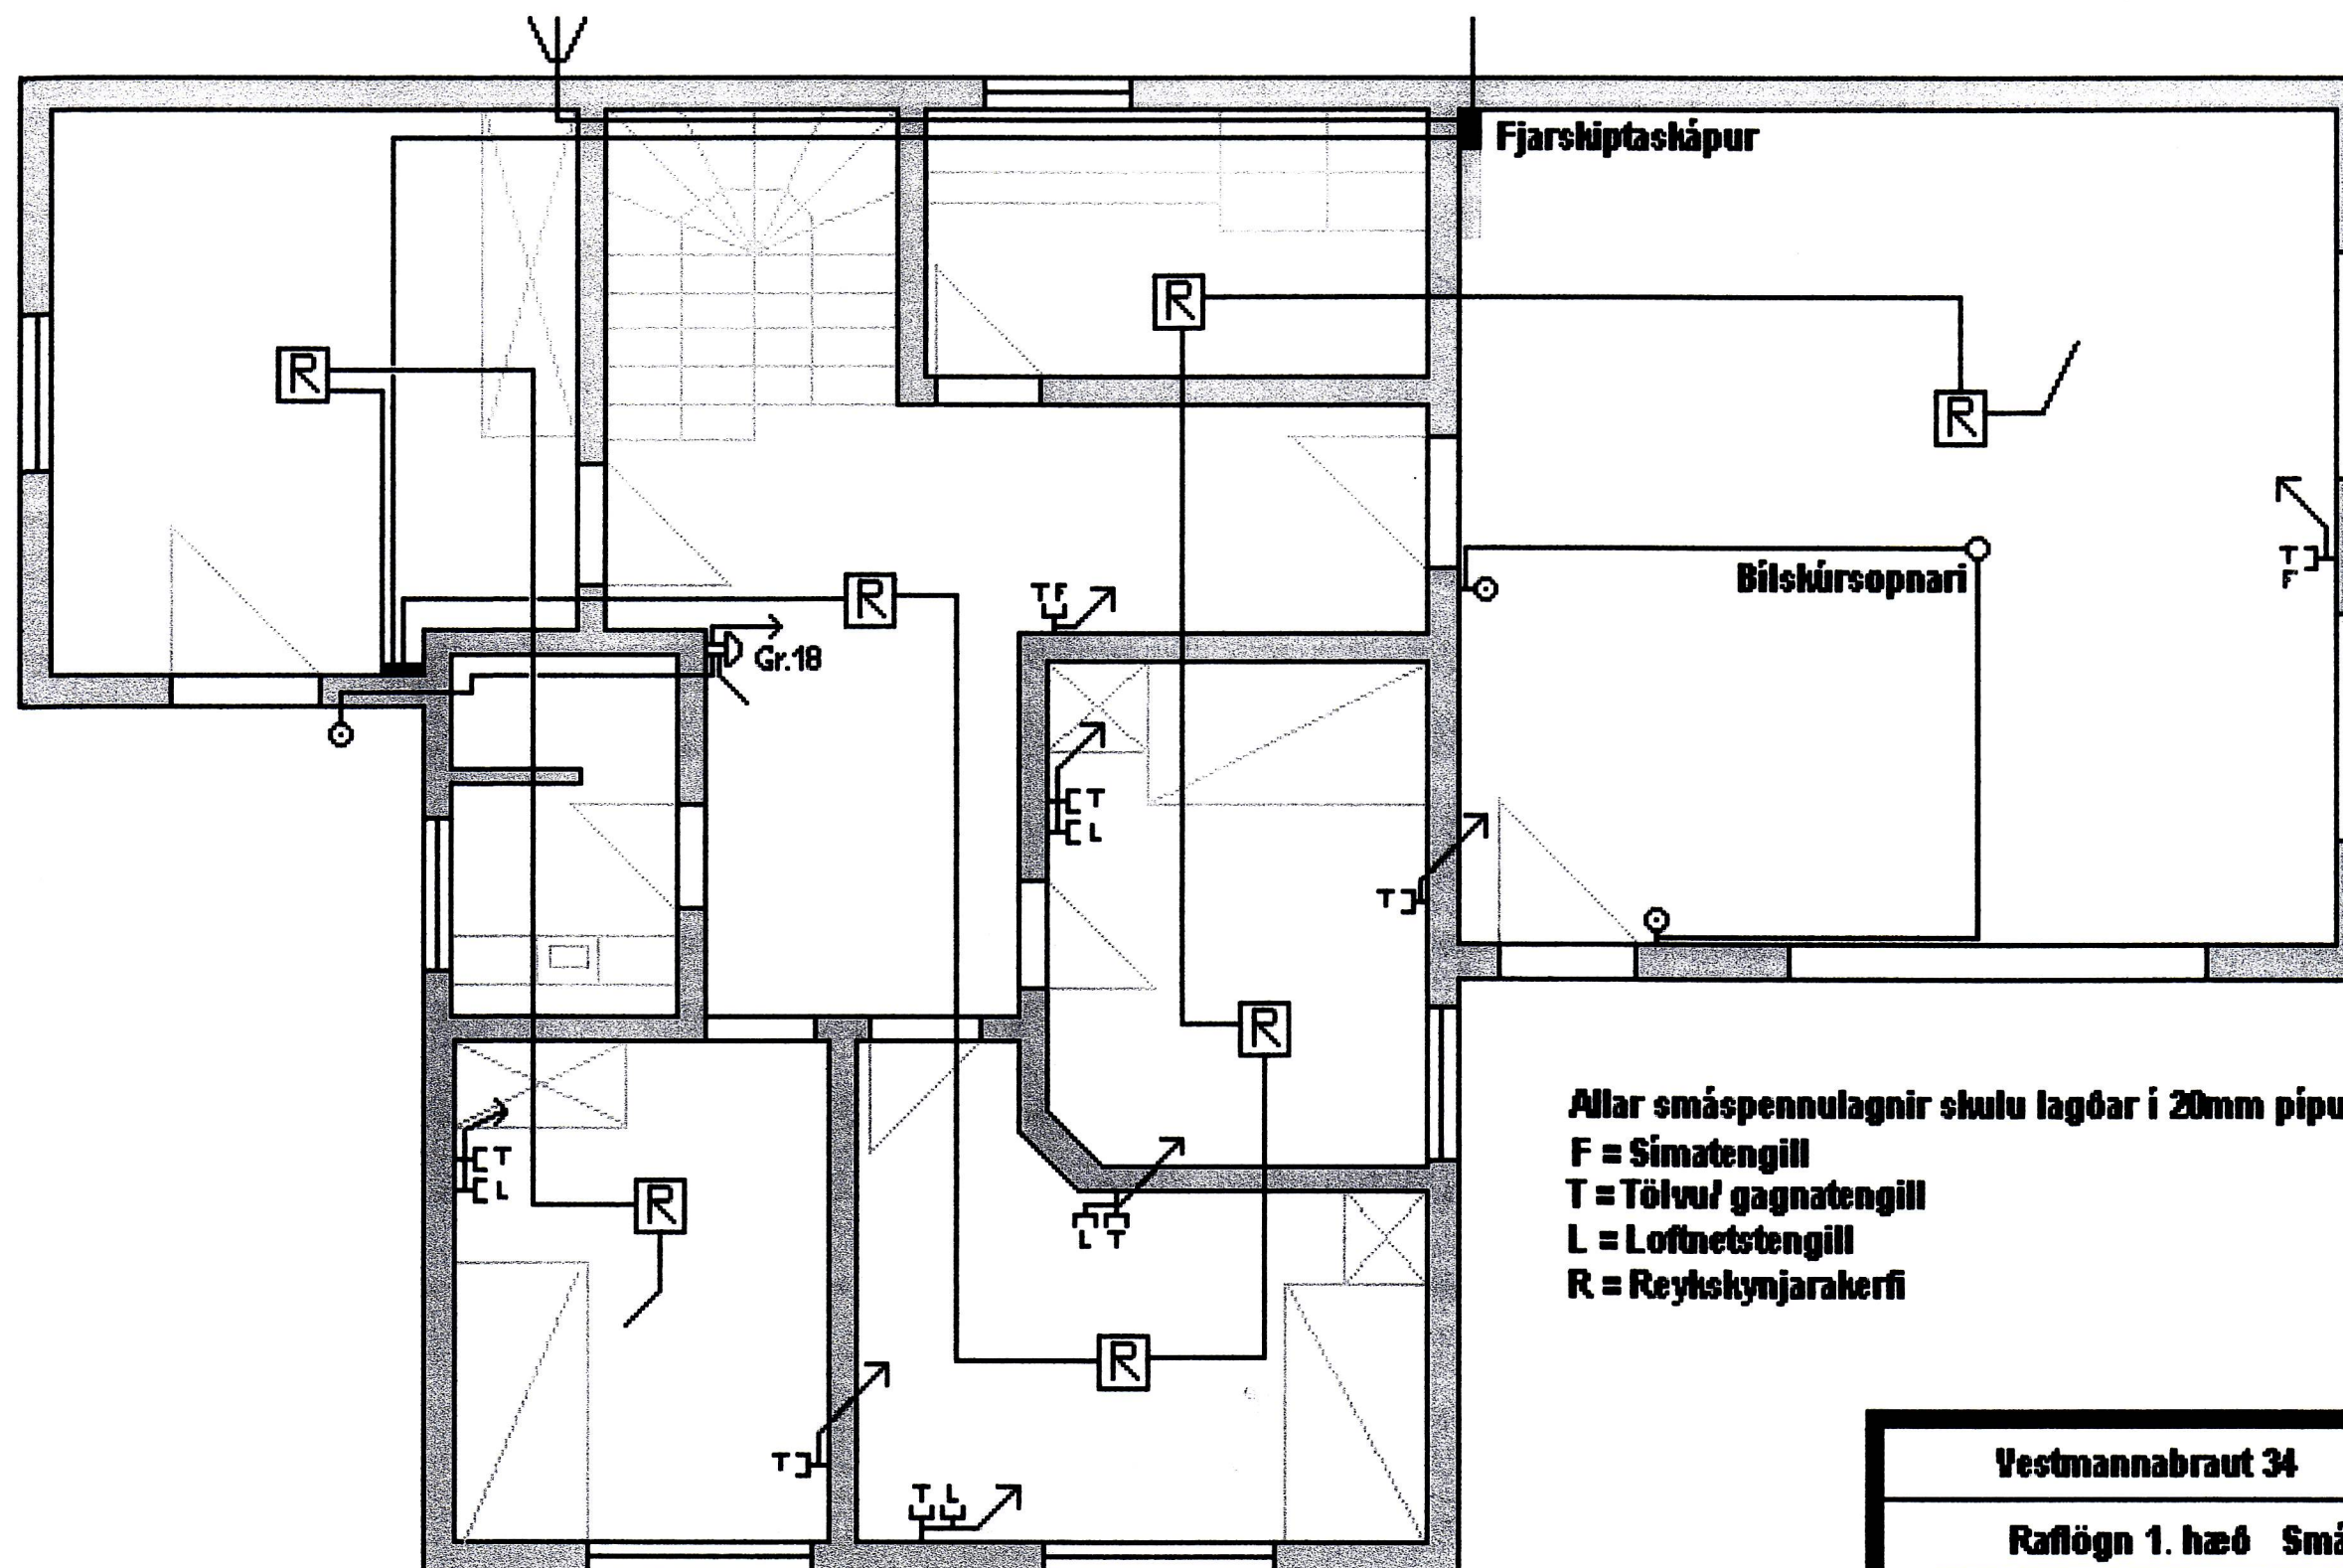 Fjarskiptaskápur
R
R
R
Bílskúrsopnari
T
F
T F
R
Gr.18
T
L
T
R
Allar smáspennulagnir skulu lagðar í 20mm pípu
F = Símatengill
T = Tölvu/ gagnatengill
L = Loftnetstengill
R = Reykskynjarakerfi
T
L
R
L T
R
T
T L
Vestmannabraut 34
Raflögn 1. hæð Smá